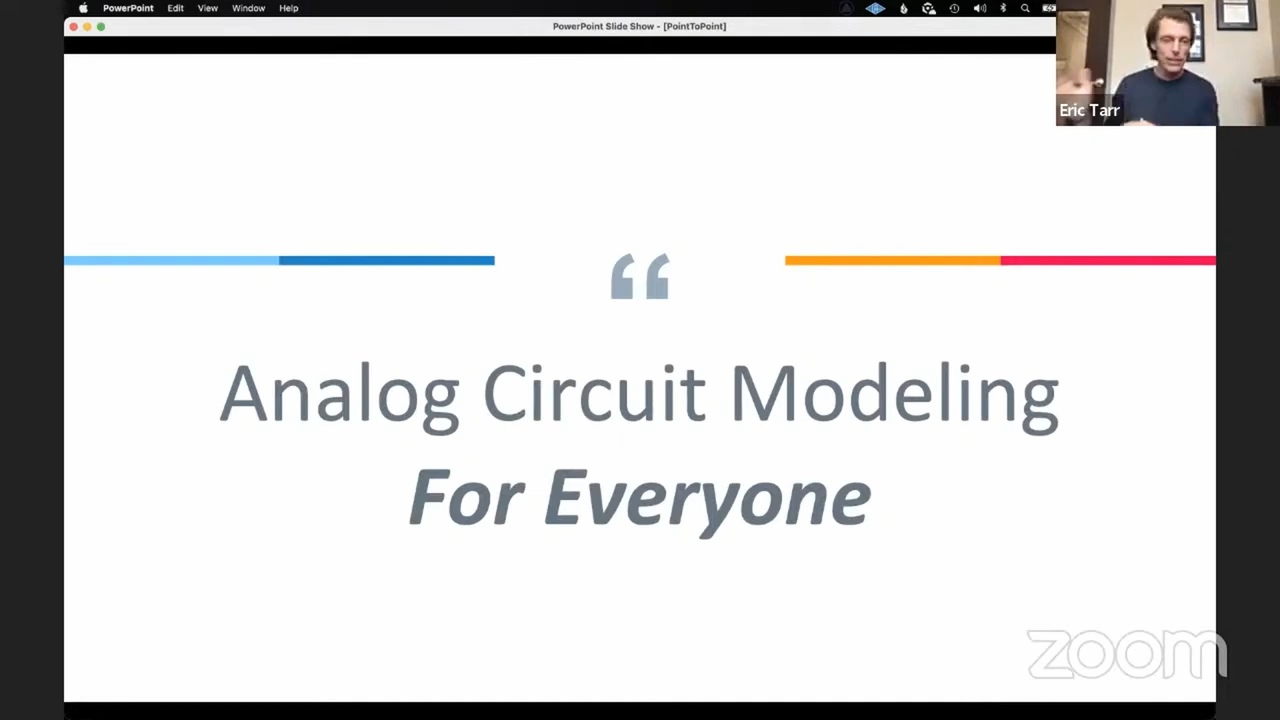 PowerPoint Edit View Window Help
PowerPoint Slide Show - [PointToPoint]
Eric Tarr
“
Analog Circuit Modeling
For Everyone
zoom